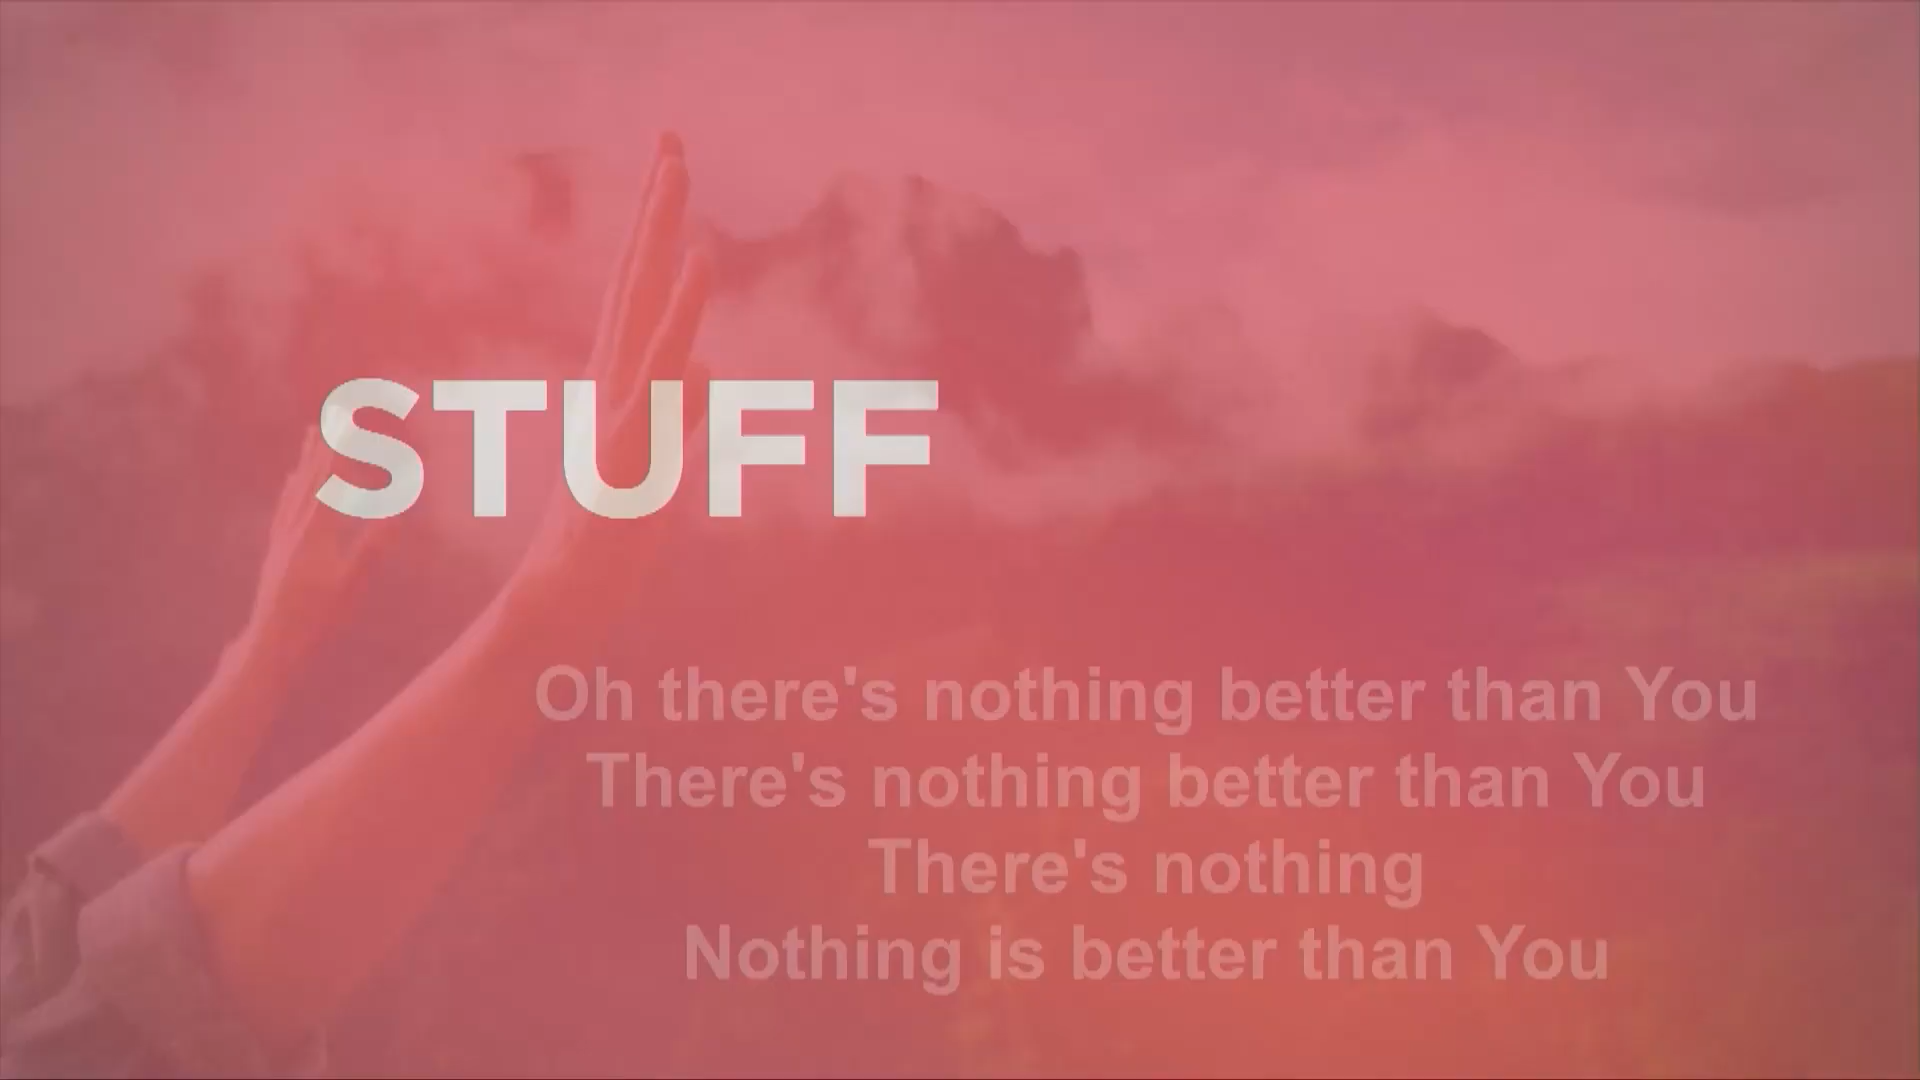 STUFF
Oh there's nothing better than You
There's nothing better than You
There's nothing
Nothing is better than You